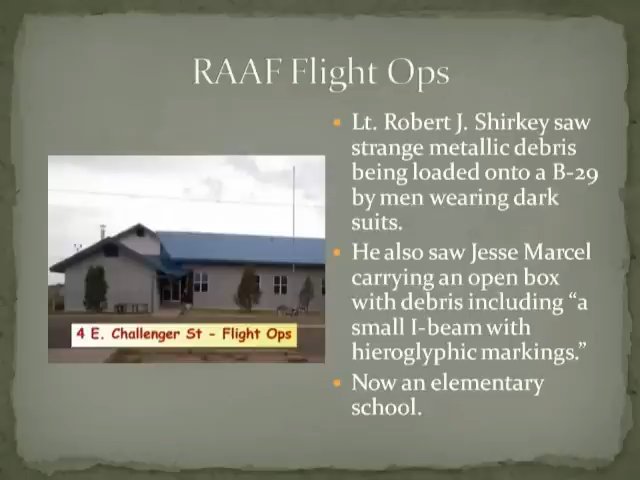 RAAF Flight Ops
▪ Lt. Robert J. Shirkey saw
strange metallic debris
being loaded onto a B-29
by men wearing dark
suits.
▪ He also saw Jesse Marcel
carrying an open box
with debris including “a
small I-beam with
hieroglyphic markings.”
▪ Now an elementary
school.
4 E. Challenger St - Flight Ops